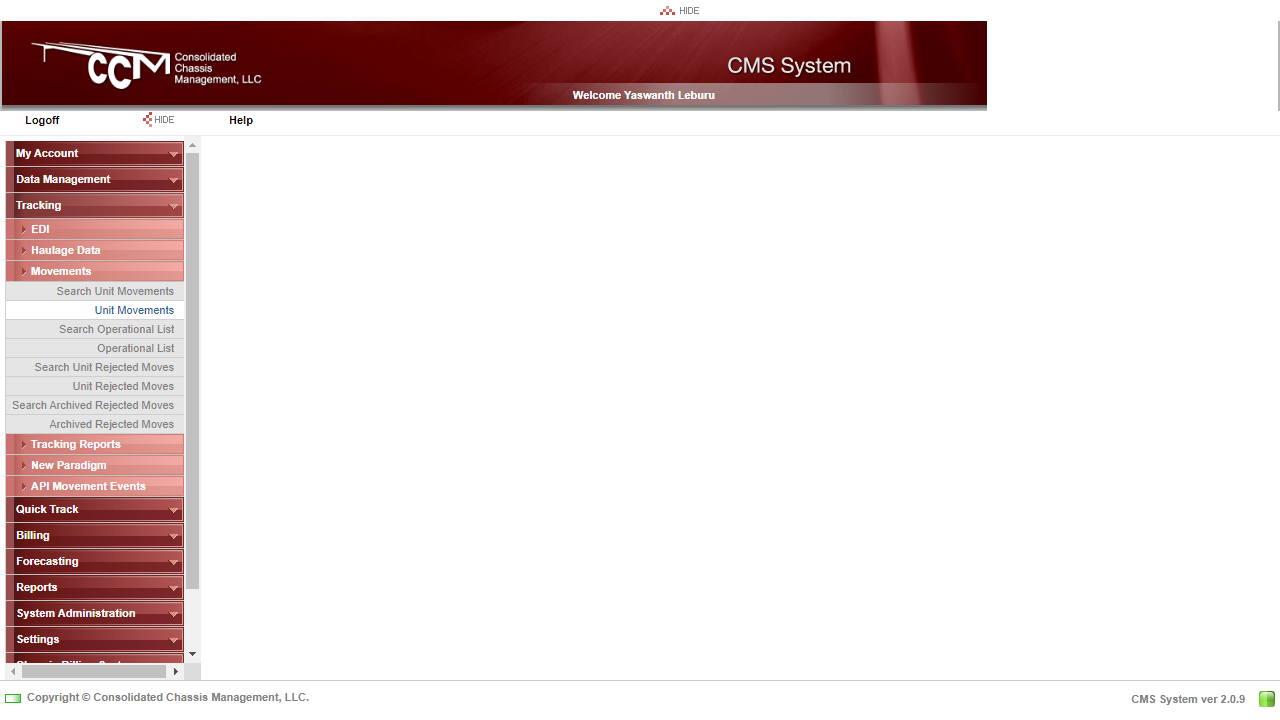 HIDE
CCM
Consolidated
Chassis
Management, LLC
CMS System
Welcome Yaswanth Leburu
Logoff
HIDE
Help
My Account
Data Management
Tracking
EDI
Haulage Data
Movements
Search Unit Movements
Unit Movements
Search Operational List
Operational List
Search Unit Rejected Moves
Unit Rejected Moves
Search Archived Rejected Moves
Archived Rejected Moves
Tracking Reports
New Paradigm
API Movement Events
Quick Track
Billing
Forecasting
Reports
System Administration
Settings
Copyright © Consolidated Chassis Management, LLC.
CMS System ver 2.0.9